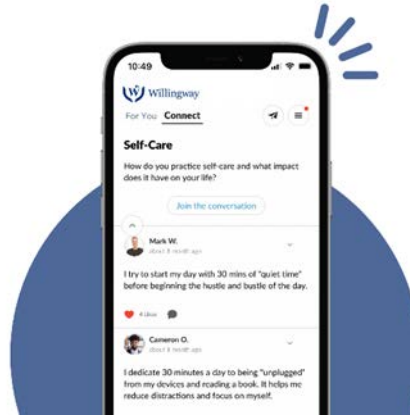 10:49
Willingway
For You Connect
Self-Care
How do you practice self-care and what impact
does it have on your life?
Join the conversation
Mark W.
about 1 month ago
I try to start my day with 30 mins of "quiet time"
before beginning the hustle and bustle of the day.
4 Likes
Cameron O.
about 1 month ago
I dedicate 30 minutes a day to being "unplugged"
from my devices and reading a book. It helps me
reduce distractions and focus on myself.